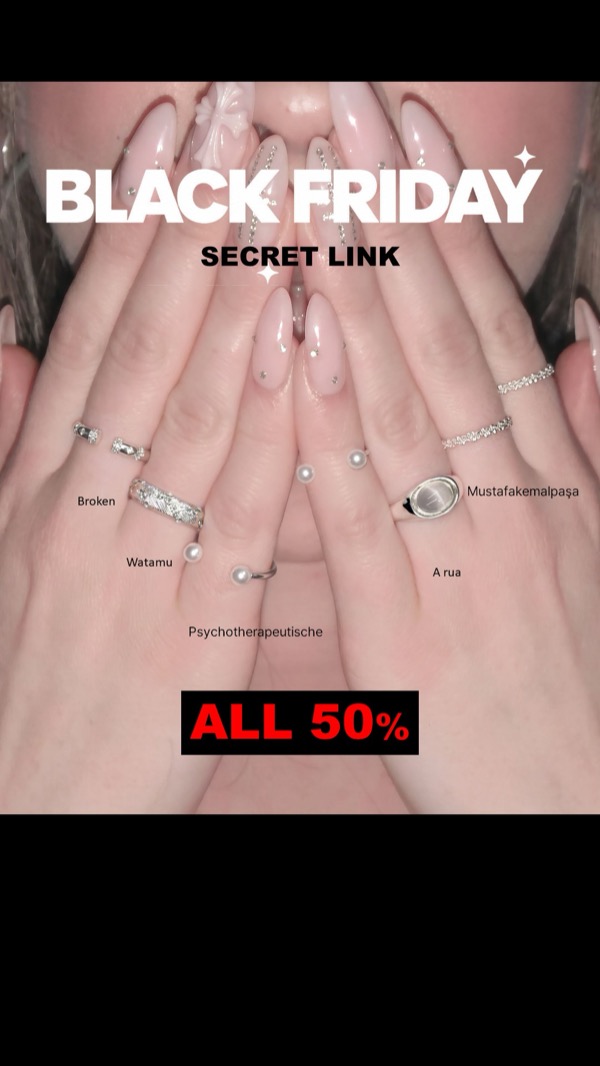 BLACK FRIDAY
SECRET LINK
Mustafakemalpaşa
Broken
Watamu
A rua
Psychotherapeutische
ALL 50%